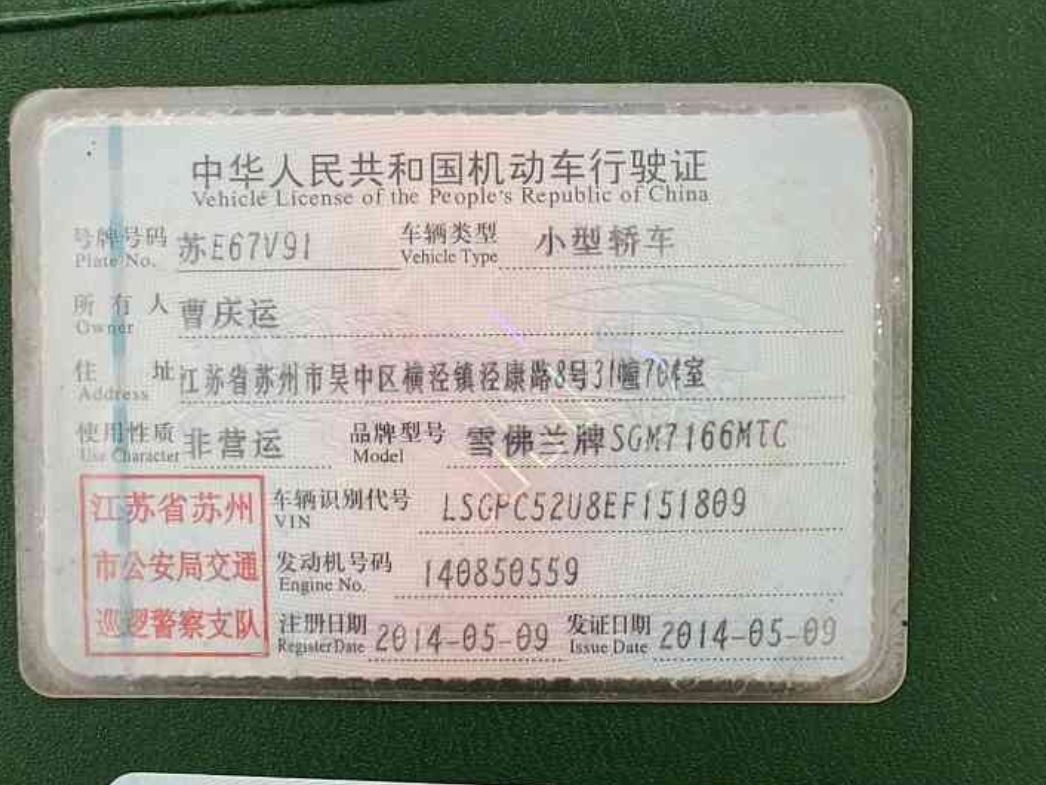 中华人民共和国机动车行驶证
Vehicle License of the People's Republic of China
号牌号码 苏E67V91 车辆类型 小型轿车
Plate No. Vehicle Type
所有人 曹庆运
Owner
住址 江苏省苏州市吴中区横泾镇泾康路8号31幢704室
Address
使用性质 非营运 品牌型号 雪佛兰牌SGM7166MTC
Use Character Model
江苏省苏州 车辆识别代号 LSGPC52U8EF151809
VIN
市公安局交通 发动机号码 140850559
Engine No.
巡逻警察支队 注册日期 2014-05-09 发证日期 2014-05-09
Register Date Issue Date